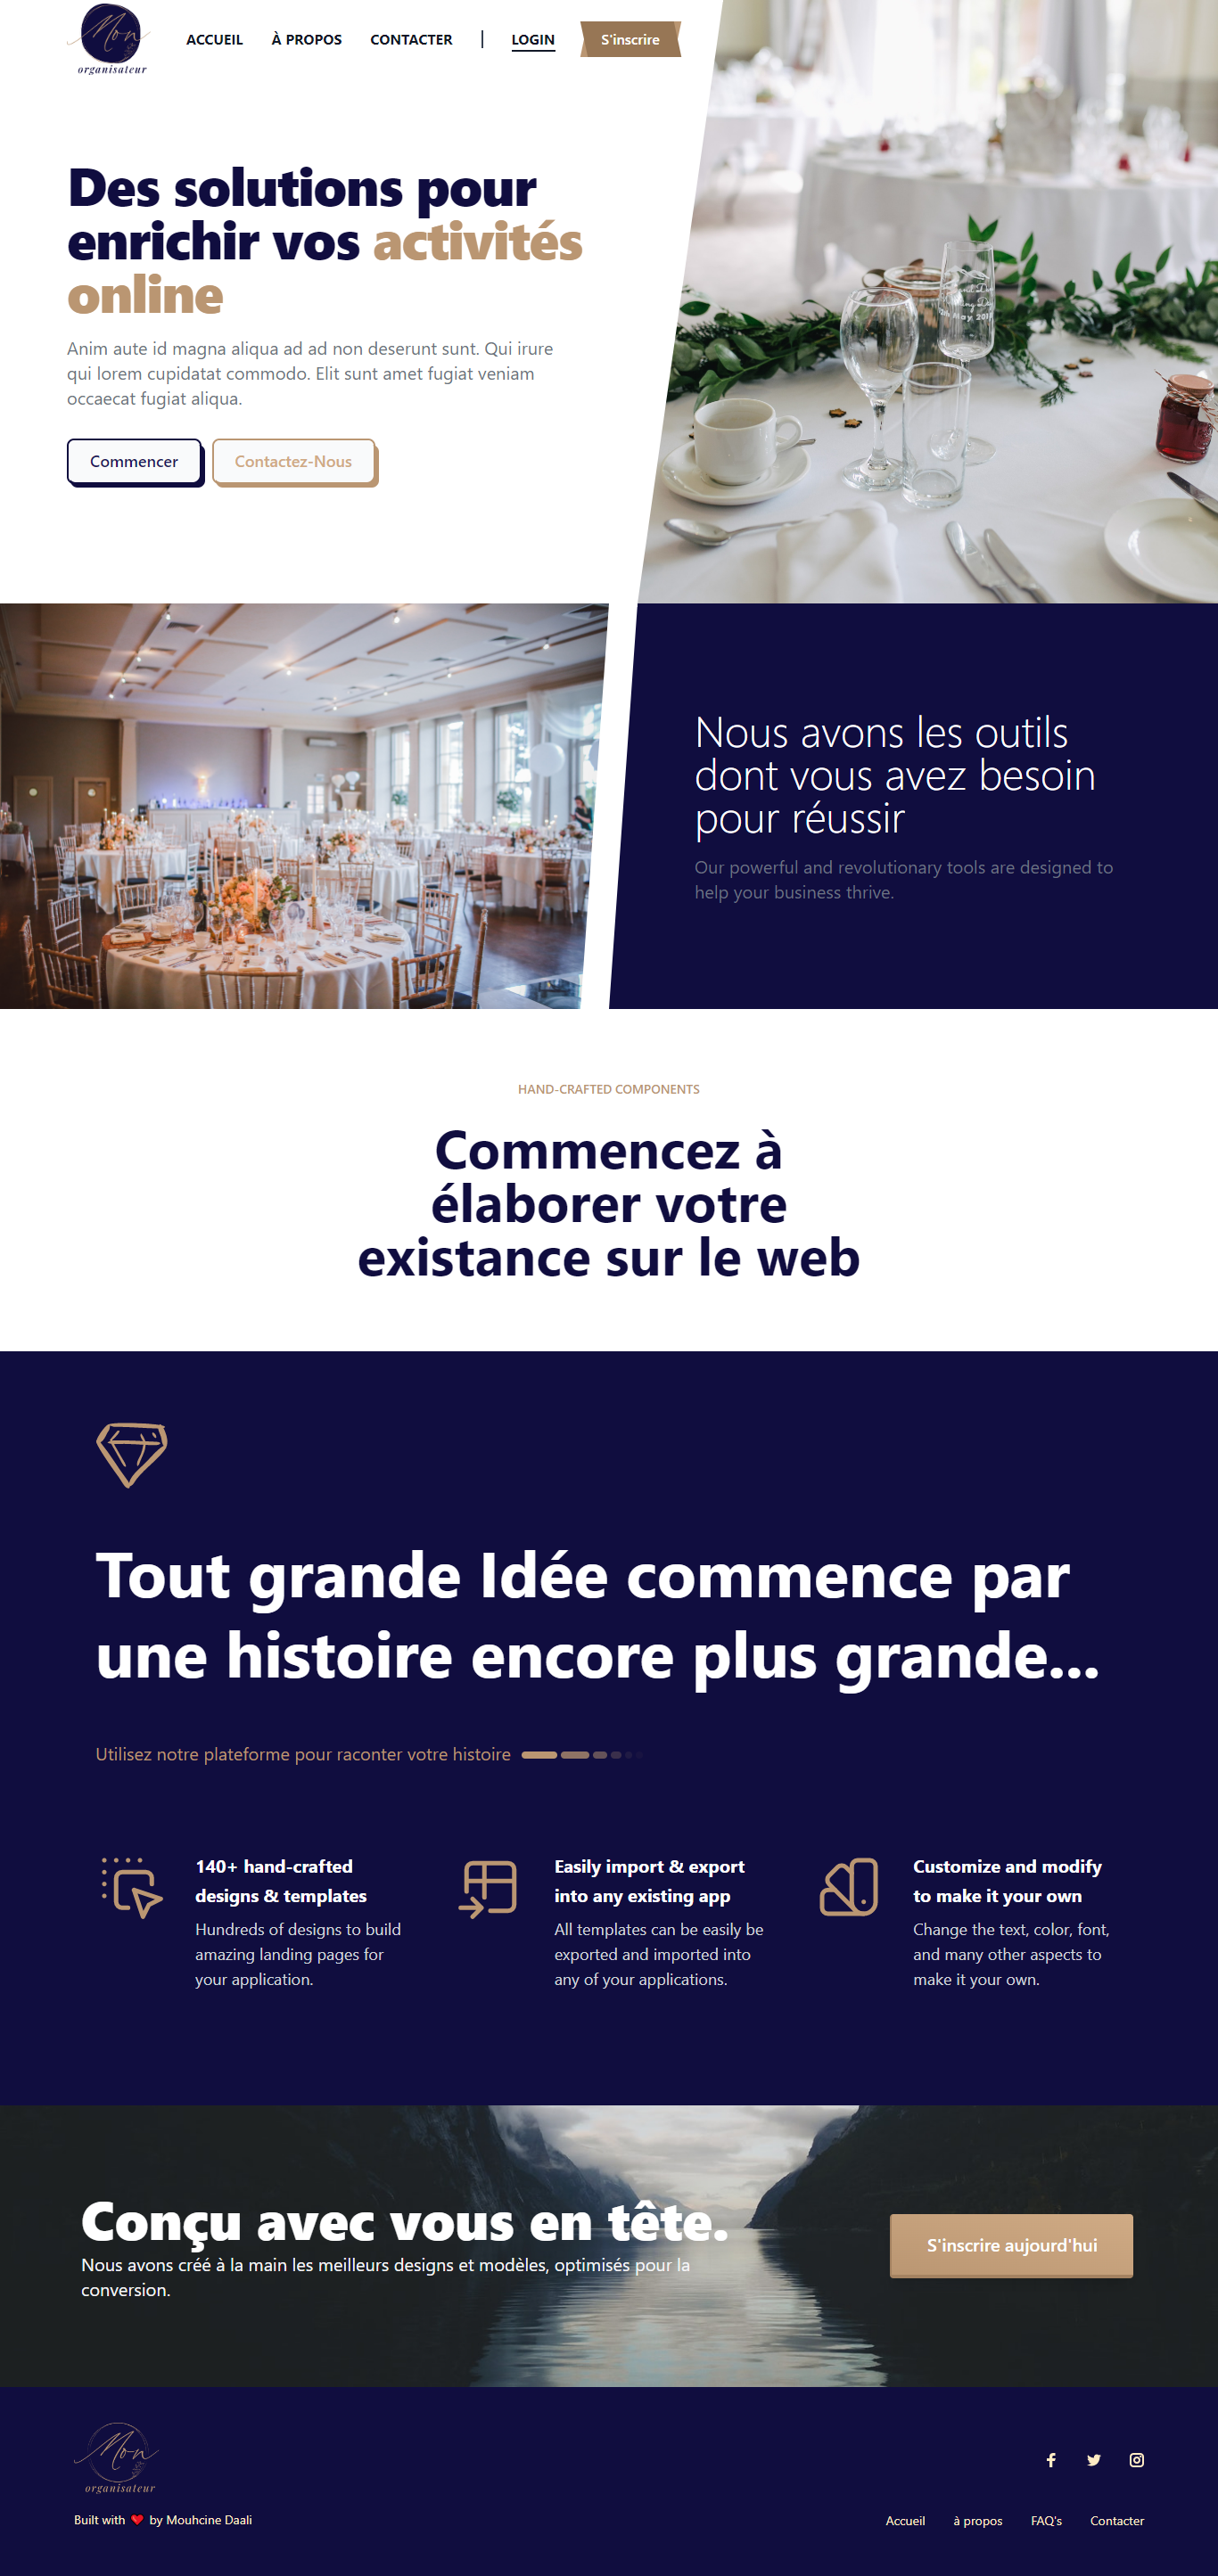 Mon
organisateur
ACCUEIL
À PROPOS
CONTACTER
|
LOGIN
S'inscrire
Des solutions pour
enrichir vos activités
online
Anim aute id magna aliqua ad ad non deserunt sunt. Qui irure
qui lorem cupidatat commodo. Elit sunt amet fugiat veniam
occaecat fugiat aliqua.
Commencer
Contactez-Nous
Nous avons les outils
dont vous avez besoin
pour réussir
Our powerful and revolutionary tools are designed to
help your business thrive.
HAND-CRAFTED COMPONENTS
Commencez à
élaborer votre
existance sur le web
Tout grande Idée commence par
une histoire encore plus grande...
Utilisez notre plateforme pour raconter votre histoire
140+ hand-crafted
designs & templates
Hundreds of designs to build
amazing landing pages for
your application.
Easily import & export
into any existing app
All templates can be easily be
exported and imported into
any of your applications.
Customize and modify
to make it your own
Change the text, color, font,
and many other aspects to
make it your own.
Conçu avec vous en tête.
Nous avons créé à la main les meilleurs designs et modèles, optimisés pour la
conversion.
S'inscrire aujourd'hui
Mon
organisateur
Built with ❤ by Mouhcine Daali
Accueil
à propos
FAQ's
Contacter